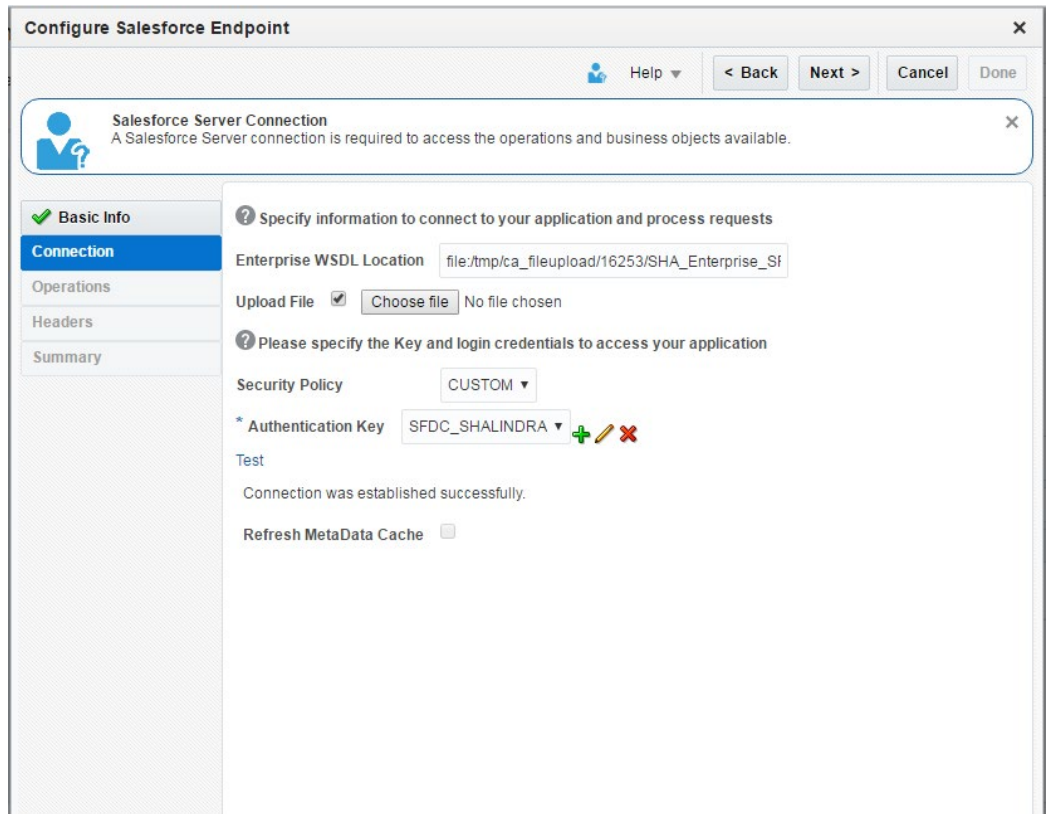 Configure Salesforce Endpoint
Help
< Back
Next >
Cancel
Done
Salesforce Server Connection
A Salesforce Server connection is required to access the operations and business objects available.
Basic Info
Connection
Operations
Headers
Summary
Specify information to connect to your application and process requests
Enterprise WSDL Location file:/tmp/ca_fileupload/16253/SHA_Enterprise_
Upload File Choose file No file chosen
Please specify the Key and login credentials to access your application
Security Policy CUSTOM
* Authentication Key SFDC_SHALINDRA
Test
Connection was established successfully.
Refresh MetaData Cache